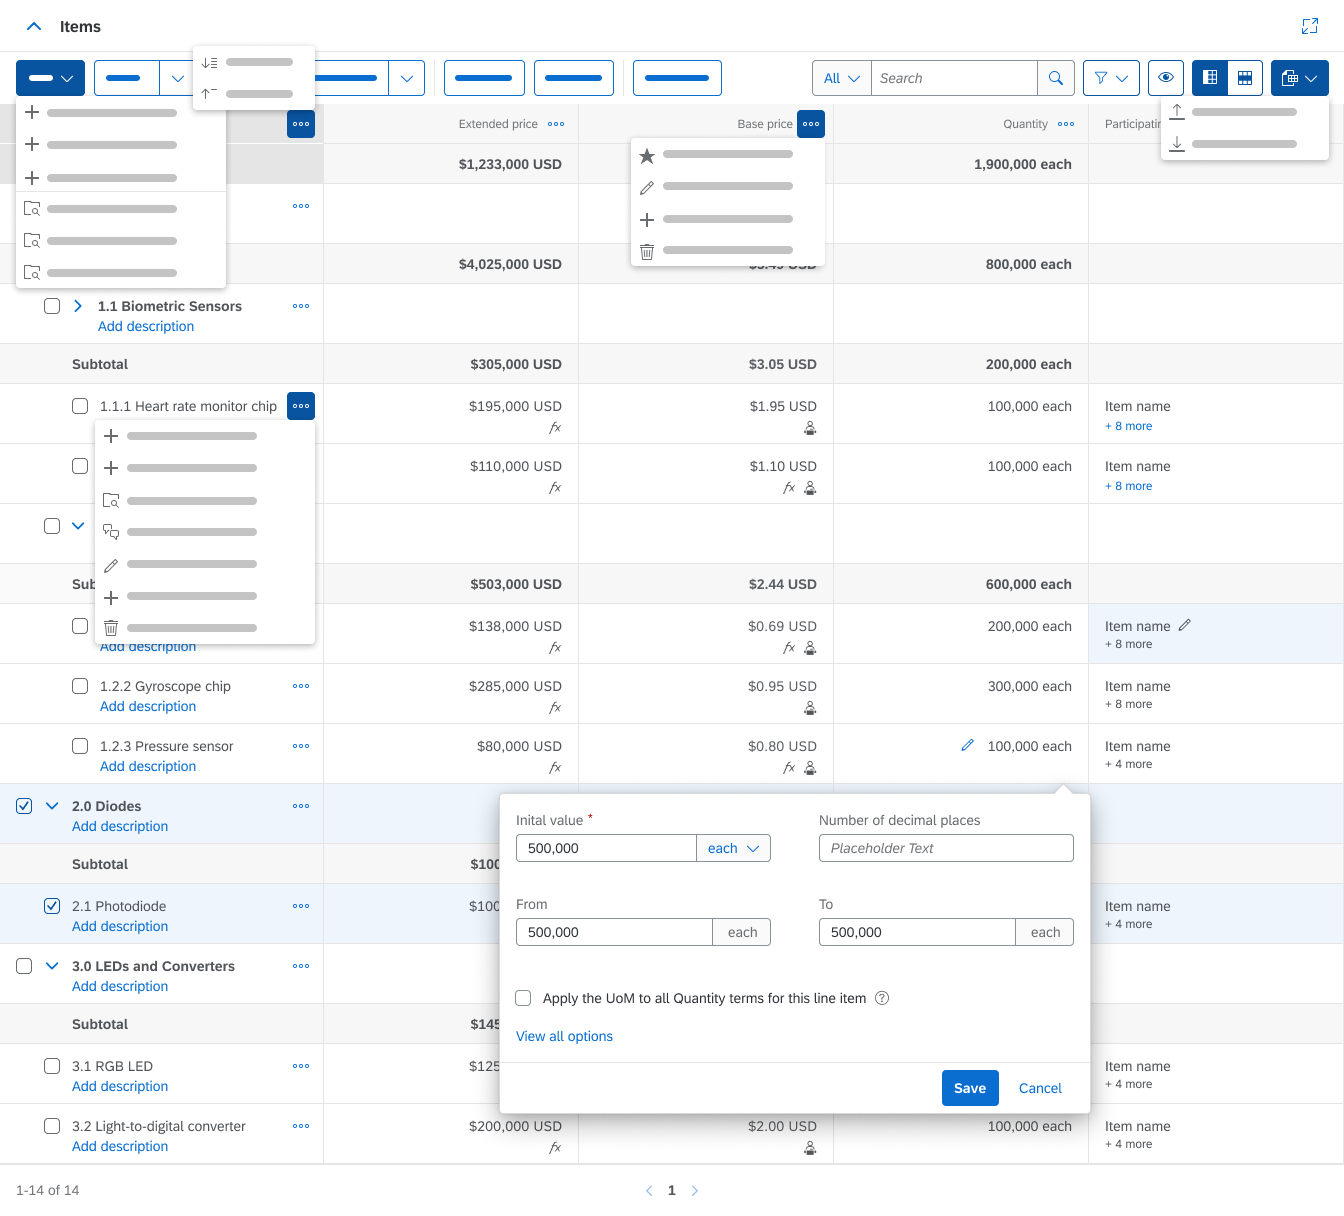 Items
All
Search
Extended price
Base price
Quantity
$1,233,000 USD
1,900,000 each
$4,025,000 USD
800,000 each
1.1 Biometric Sensors
Add description
Subtotal
$305,000 USD
$3.05 USD
200,000 each
1.1.1 Heart rate monitor chip
$195,000 USD
$1.95 USD
100,000 each
Item name
fx
+ 8 more
$110,000 USD
$1.10 USD
100,000 each
Item name
fx
fx
+ 8 more
$503,000 USD
$2.44 USD
600,000 each
$138,000 USD
$0.69 USD
200,000 each
Item name
Add description
fx
fx
+ 8 more
1.2.2 Gyroscope chip
$285,000 USD
$0.95 USD
300,000 each
Item name
Add description
fx
+ 8 more
1.2.3 Pressure sensor
$80,000 USD
$0.80 USD
100,000 each
Item name
Add description
fx
fx
+ 4 more
2.0 Diodes
Add description
Subtotal
2.1 Photodiode
Item name
Add description
+ 4 more
3.0 LEDs and Converters
Add description
Subtotal
3.1 RGB LED
Item name
Add description
+ 4 more
3.2 Light-to-digital converter
$200,000 USD
$2.00 USD
100,000 each
Item name
Add description
fx
+ 4 more
Inital value *
Number of decimal places
500,000
each
Placeholder Text
From
To
500,000
each
500,000
each
Apply the UoM to all Quantity terms for this line item ?
View all options
Save
Cancel
1-14 of 14
1